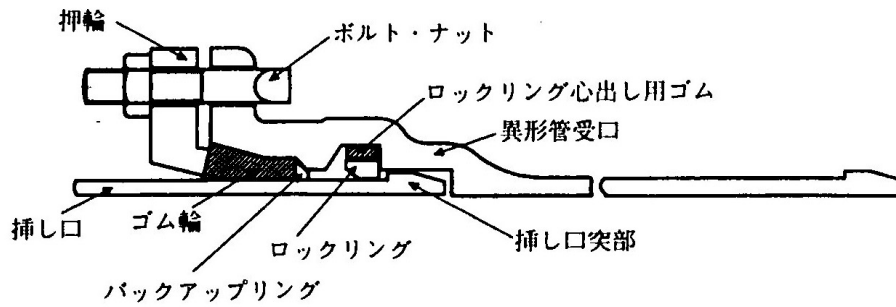 押輪
ボルト・ナット
ロックリング心出し用ゴム
異形管受口
挿し口
ゴム輪
ロックリング
挿し口突部
バックアップリング